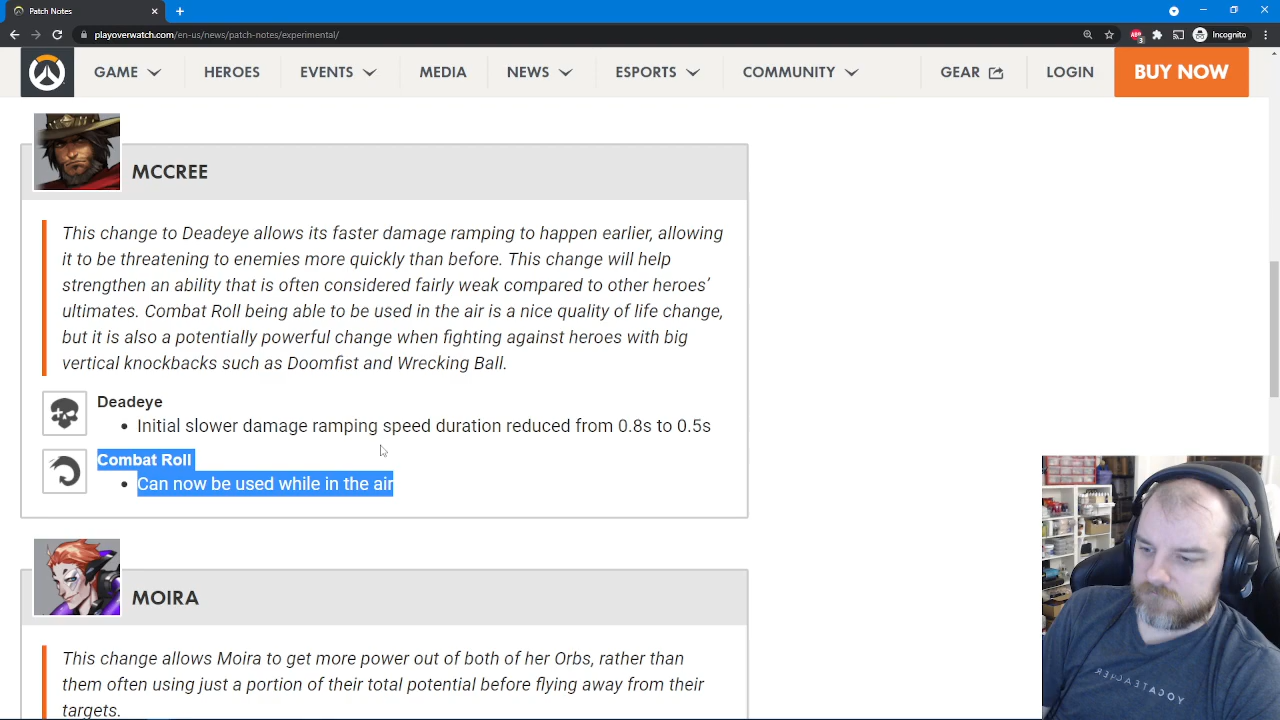 Patch Notes
playoverwatch.com/en-us/news/patch-notes/experimental/
3
Incognito
GAME
HEROES
EVENTS
MEDIA
NEWS
ESPORTS
COMMUNITY
GEAR
LOGIN
BUY NOW
MCCREE
This change to Deadeye allows its faster damage ramping to happen earlier, allowing
it to be threatening to enemies more quickly than before. This change will help
strengthen an ability that is often considered fairly weak compared to other heroes’
ultimates. Combat Roll being able to be used in the air is a nice quality of life change,
but it is also a potentially powerful change when fighting against heroes with big
vertical knockbacks such as Doomfist and Wrecking Ball.
Deadeye
• Initial slower damage ramping speed duration reduced from 0.8s to 0.5s
Combat Roll
• Can now be used while in the air
MOIRA
This change allows Moira to get more power out of both of her Orbs, rather than
them often using just a portion of their total potential before flying away from their
targets.
YOGATEACHER